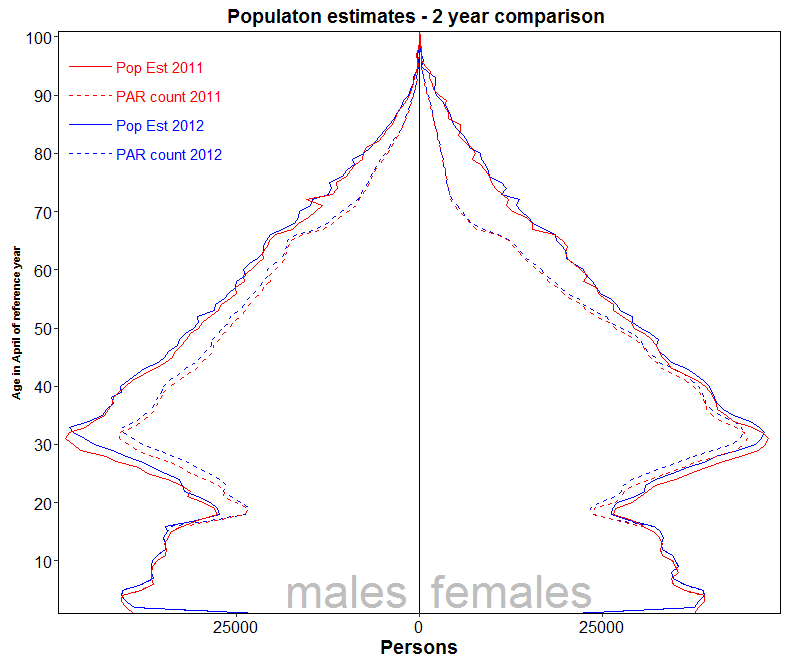 Populaton estimates - 2 year comparison
Pop Est 2011
PAR count 2011
Pop Est 2012
PAR count 2012
100
90
80
70
60
50
40
30
20
10
Age in April of reference year
males females
25000 0 25000
Persons